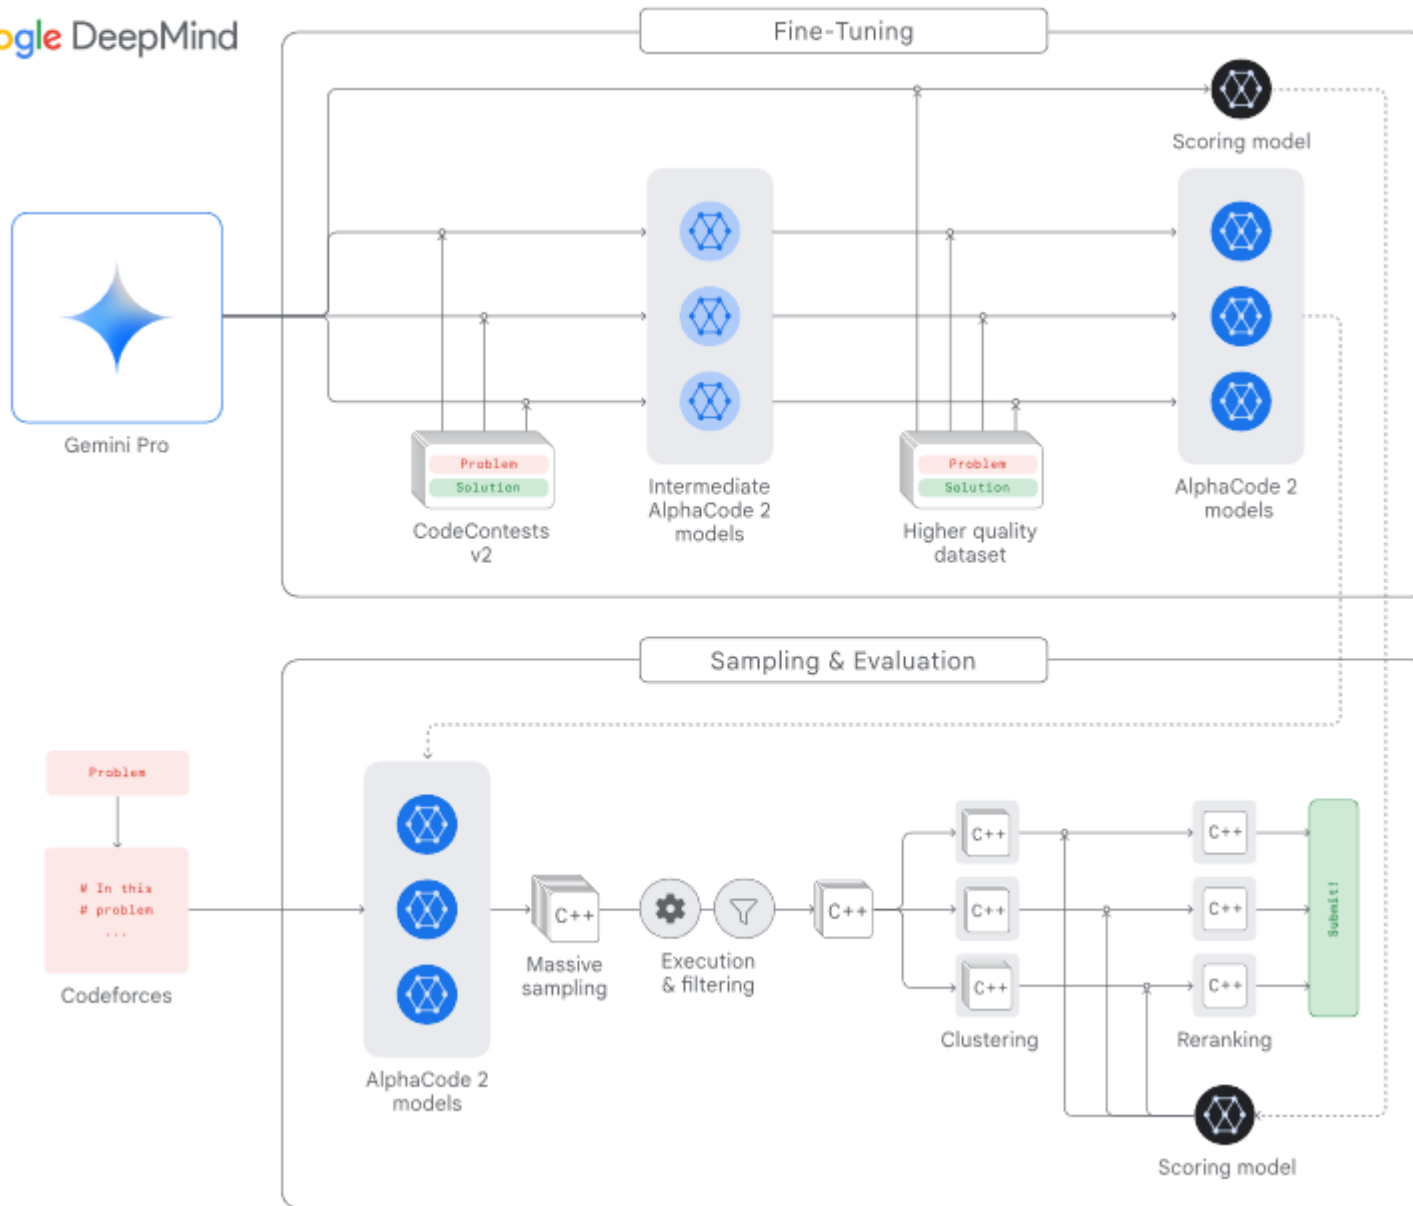 ogle DeepMind
Fine-Tuning
Scoring model
Gemini Pro
Problem
Solution
CodeContests
v2
Intermediate
AlphaCode 2
models
Problem
Solution
Higher quality
dataset
AlphaCode 2
models
Sampling & Evaluation
Problem
# In this
# problem
...
Codeforces
AlphaCode 2
models
C++
Massive
sampling
Execution
& filtering
C++
C++
C++
C++
Clustering
C++
C++
C++
Reranking
Submit!
Scoring model